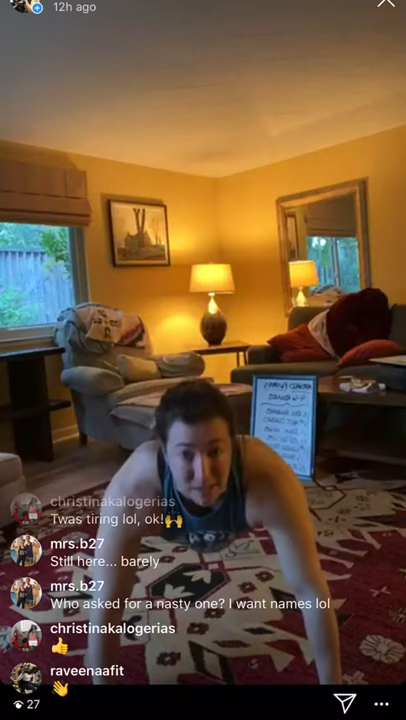 12h ago
christinakalogerias
Twas tiring lol, ok!🙌
mrs.b27
Still here... barely
mrs.b27
Who asked for a nasty one? I want names lol
christinakalogerias
👍
raveenaafit
👋
27